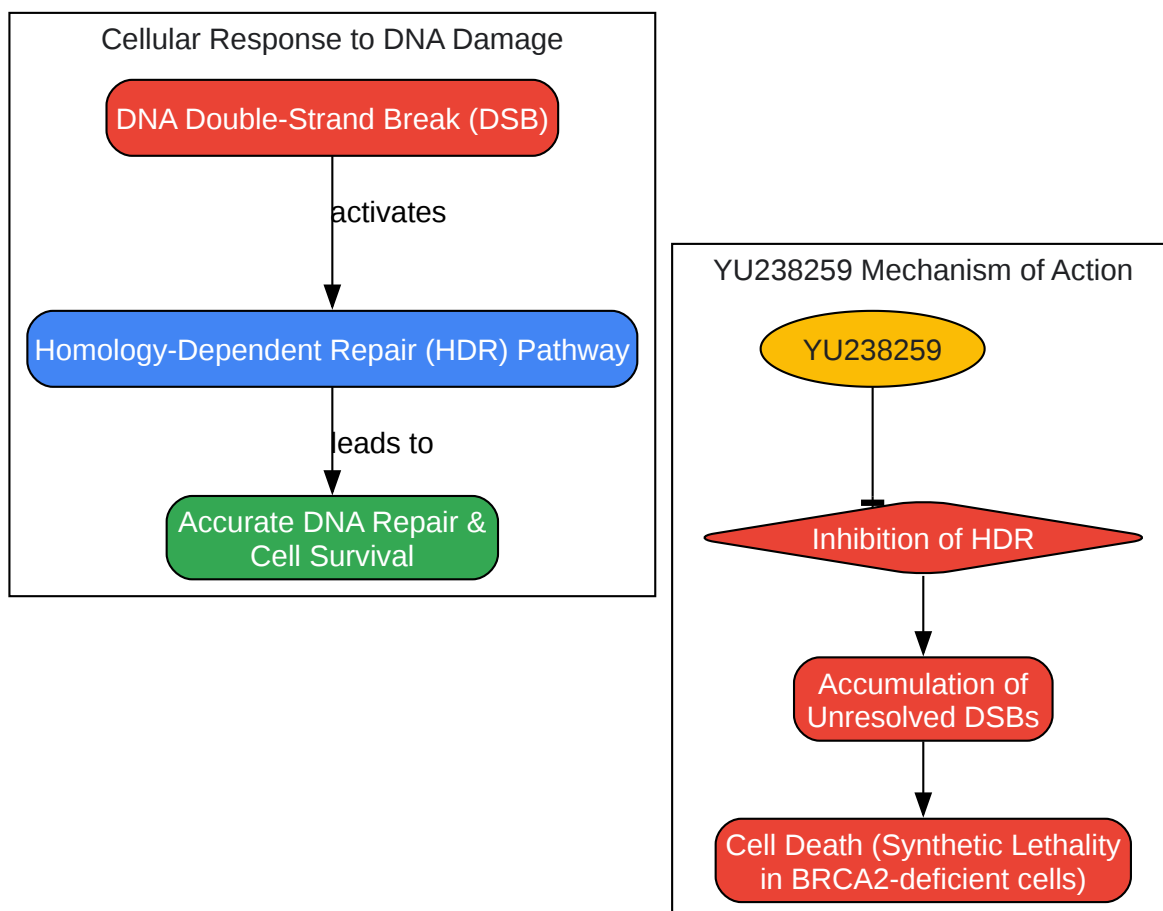 Cellular Response to DNA Damage
DNA Double-Strand Break (DSB)
activates
Homology-Dependent Repair (HDR) Pathway
leads to
Accurate DNA Repair &
Cell Survival
YU238259 Mechanism of Action
YU238259
Inhibition of HDR
Accumulation of
Unresolved DSBs
Cell Death (Synthetic Lethality
in BRCA2-deficient cells)